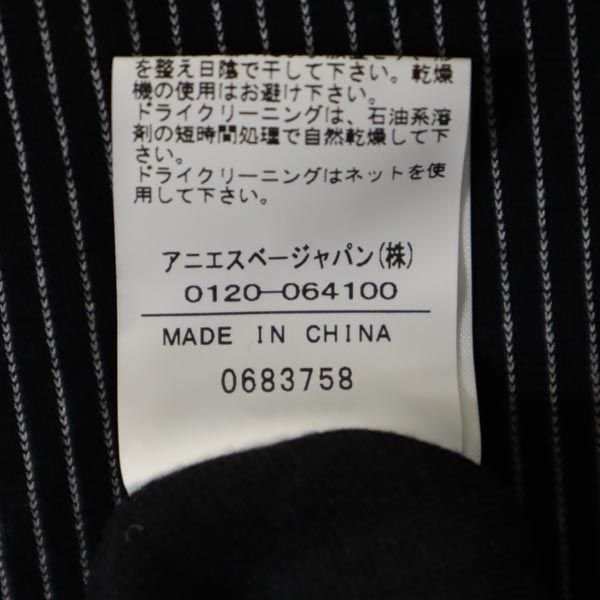 を整え日陰で干して下さい。乾燥
機の使用はお避け下さい。
ドライクリーニングは、石油系溶
剤の短時間処理で自然乾燥して下
さい。
ドライクリーニングはネットを使
用して下さい。
アニエスベージャパン(株)
0120-064100
MADE IN CHINA
0683758